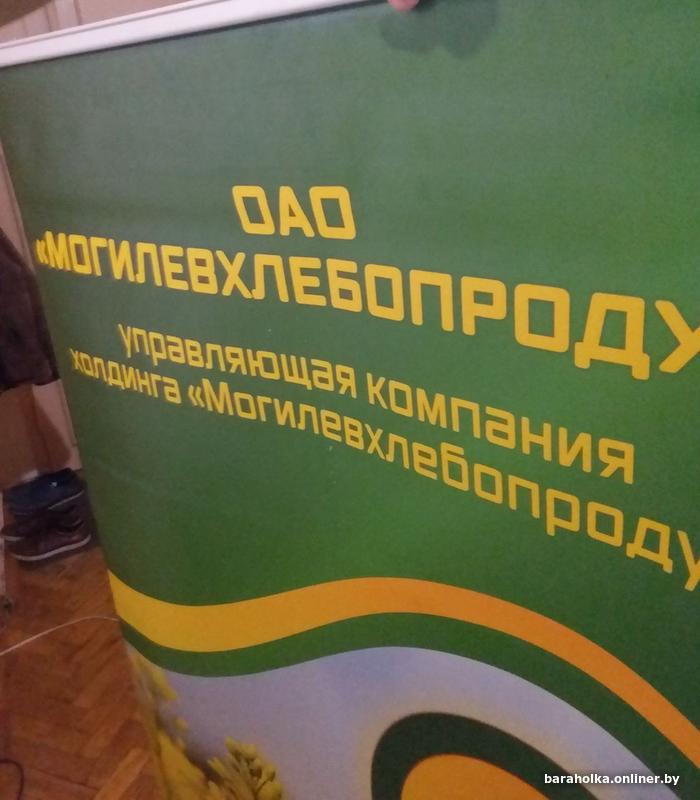 ОАО
«МОГИЛЕВХЛЕБОПРОДУ
управляющая компания
холдинга «Могилевхлебопроду
baraholka.onliner.by